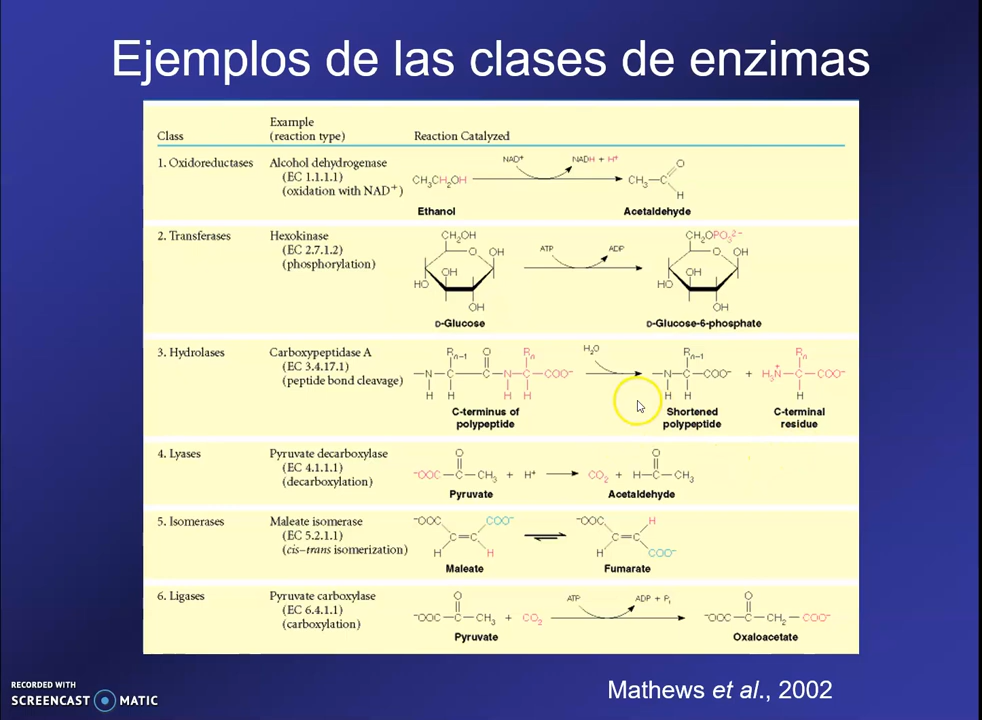 Ejemplos de las clases de enzimas
Class
Example
(reaction type)
Reaction Catalyzed
1. Oxidoreductases
Alcohol dehydrogenase
(EC 1.1.1.1)
(oxidation with NAD⁺)
NAD⁺
NADH + H⁺
CH₃CH₂OH
CH₃—C
O
H
Ethanol
Acetaldehyde
2. Transferases
Hexokinase
(EC 2.7.1.2)
(phosphorylation)
CH₂OH
O
OH
OH
HO
OH
ATP
ADP
CH₂OPO₃²⁻
O
OH
OH
HO
OH
D-Glucose
D-Glucose-6-phosphate
3. Hydrolases
Carboxypeptidase A
(EC 3.4.17.1)
(peptide bond cleavage)
Rₙ₋₁ O Rₙ
—N—C—C—N—C—COO⁻
H H H H
H₂O
Rₙ₋₁
—N—C—COO⁻
H H
+
Rₙ
H₃N⁺—C—COO⁻
H
C-terminus of
polypeptide
Shortened
polypeptide
C-terminal
residue
4. Lyases
Pyruvate decarboxylase
(EC 4.1.1.1)
(decarboxylation)
O
⁻OOC—C—CH₃ + H⁺
O
CO₂ + H—C—CH₃
Pyruvate
Acetaldehyde
5. Isomerases
Maleate isomerase
(EC 5.2.1.1)
(cis–trans isomerization)
⁻OOC COO⁻
C=C
H H
⁻OOC H
C=C
H COO⁻
Maleate
Fumarate
6. Ligases
Pyruvate carboxylase
(EC 6.4.1.1)
(carboxylation)
O
⁻OOC—C—CH₃ + CO₂
ATP
ADP + Pᵢ
O
⁻OOC—C—CH₂—COO⁻
Pyruvate
Oxaloacetate
Mathews et al., 2002
RECORDED WITH
SCREENCAST MATIC